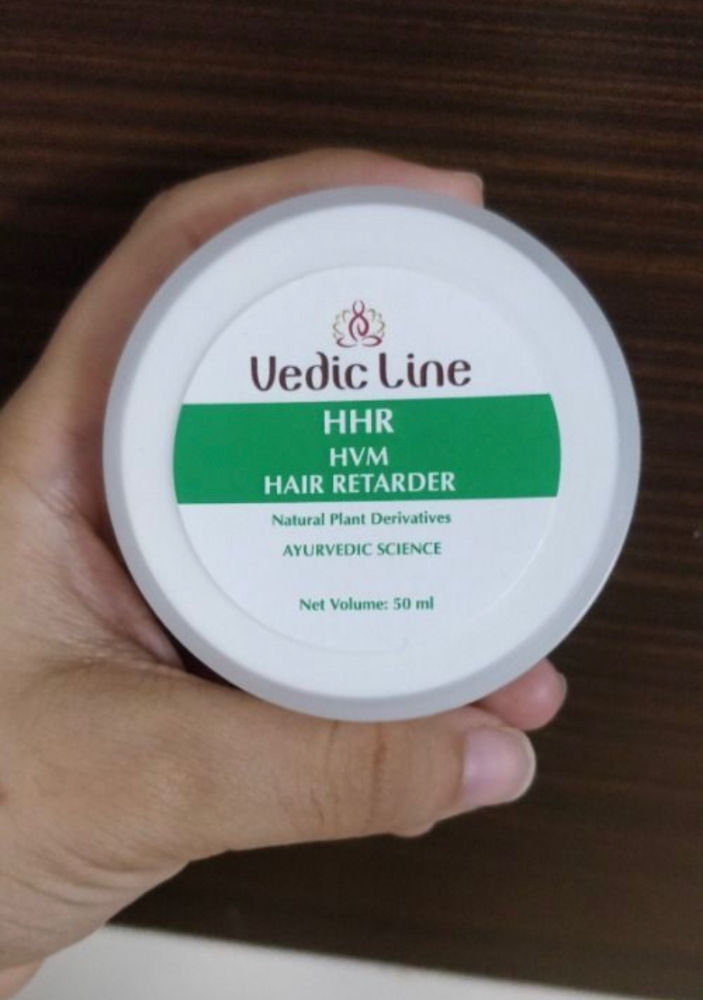 Vedic Line
HHR
HVM
HAIR RETARDER
Natural Plant Derivatives
AYURVEDIC SCIENCE
Net Volume: 50 ml